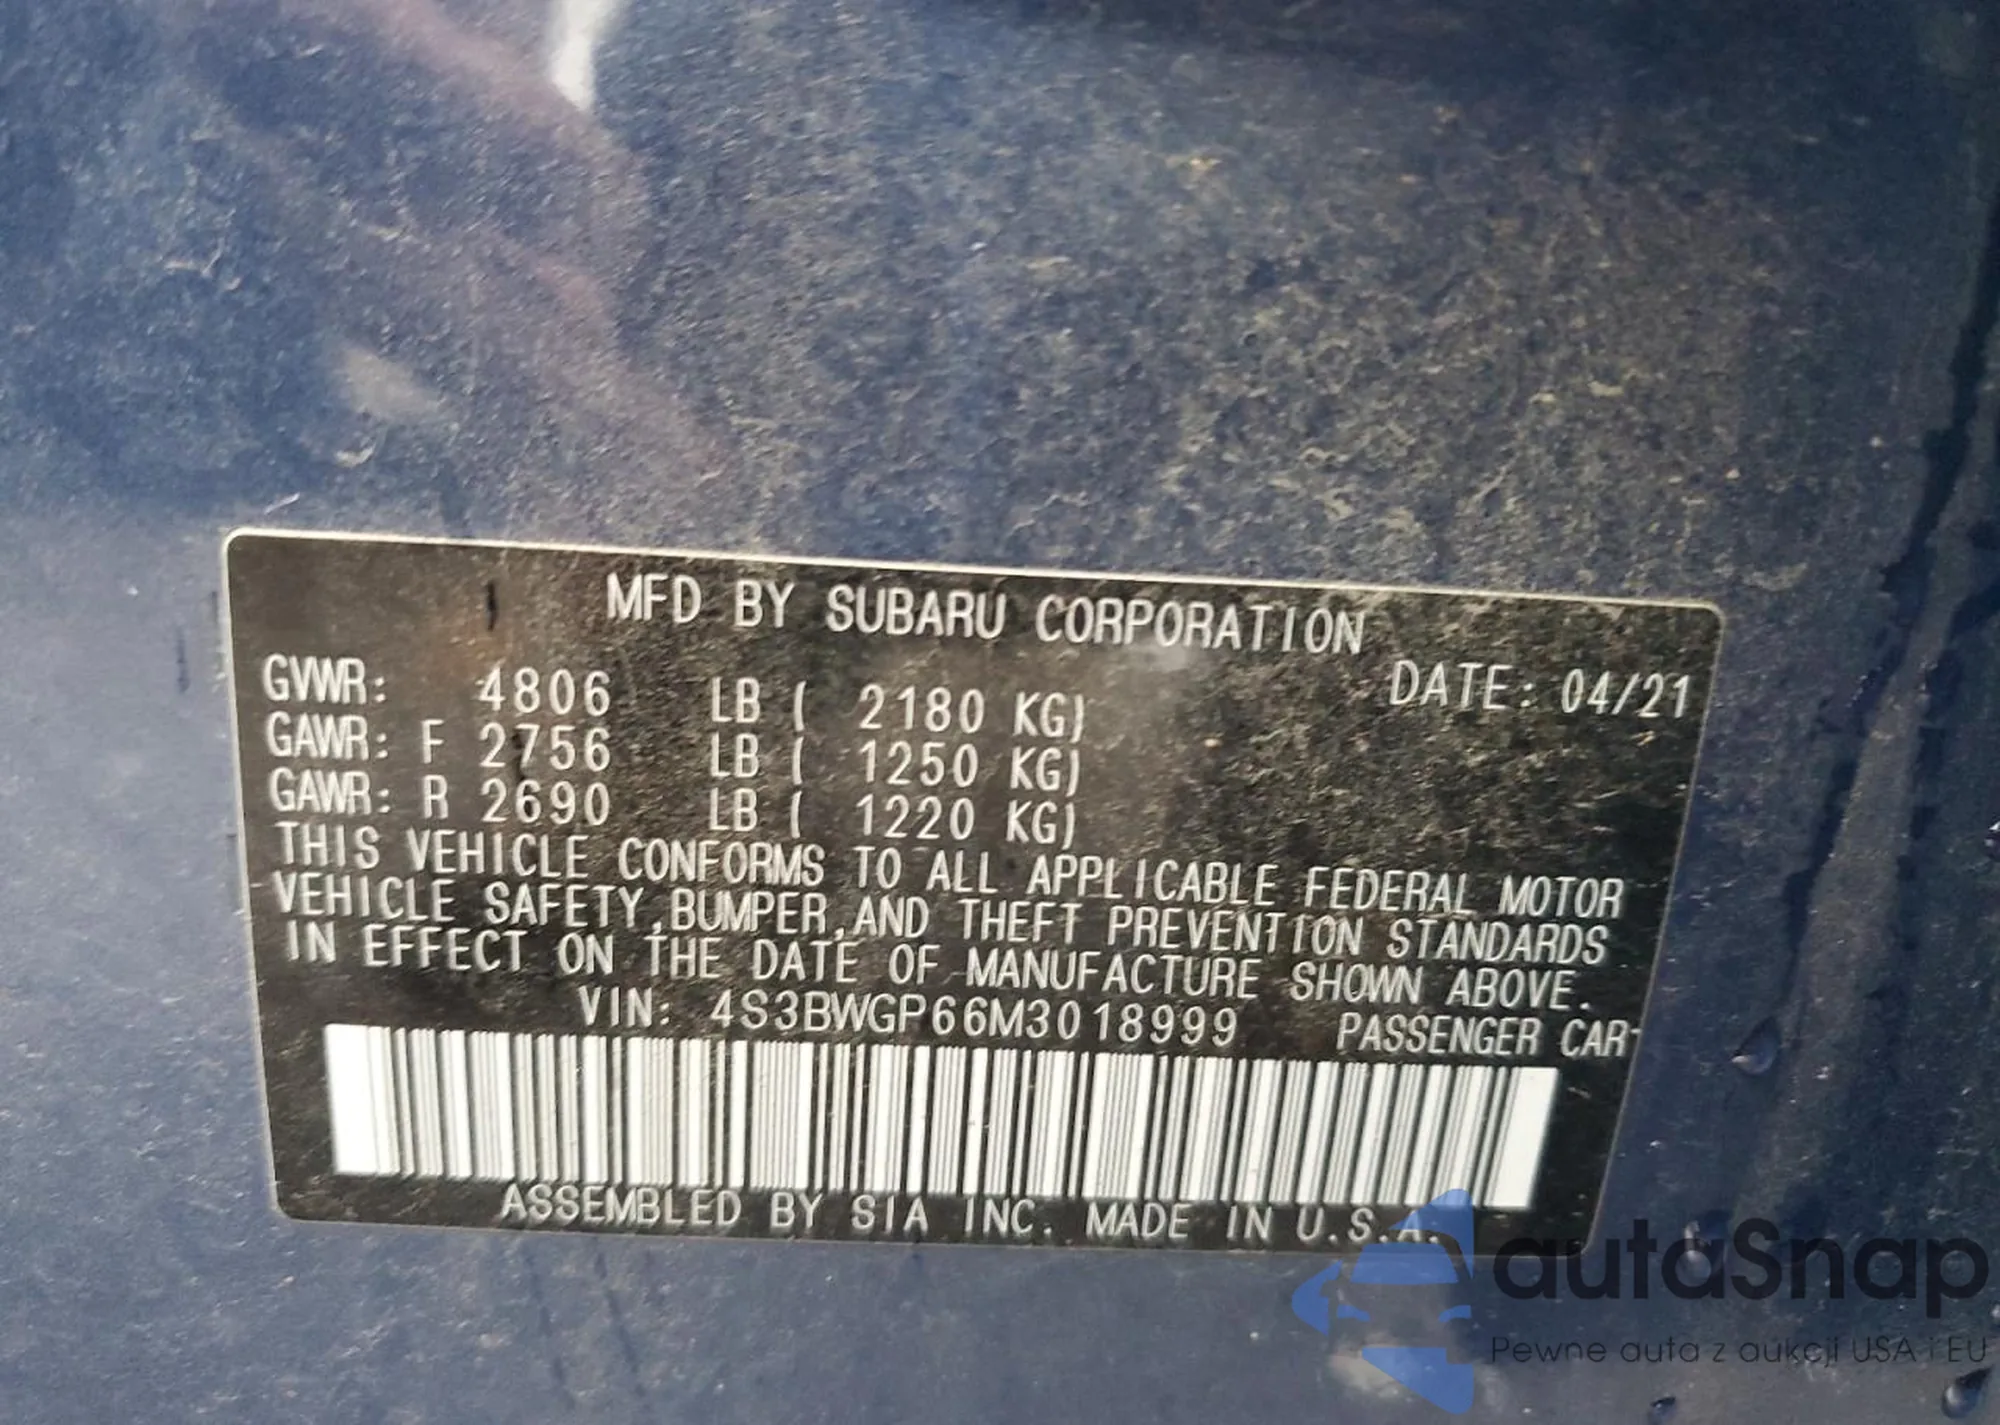 MFD BY SUBARU CORPORATION
DATE: 04/21
GVWR: 4806 LB ( 2180 KG)
GAWR: F 2756 LB ( 1250 KG)
GAWR: R 2690 LB ( 1220 KG)
THIS VEHICLE CONFORMS TO ALL APPLICABLE FEDERAL MOTOR
VEHICLE SAFETY,BUMPER,AND THEFT PREVENTION STANDARDS
IN EFFECT ON THE DATE OF MANUFACTURE SHOWN ABOVE.
VIN: 4S3BWGP66M3018999 PASSENGER CAR
ASSEMBLED BY SIA INC. MADE IN U.S.A.
autaSnap
Pewne auta z aukcji USA i EU